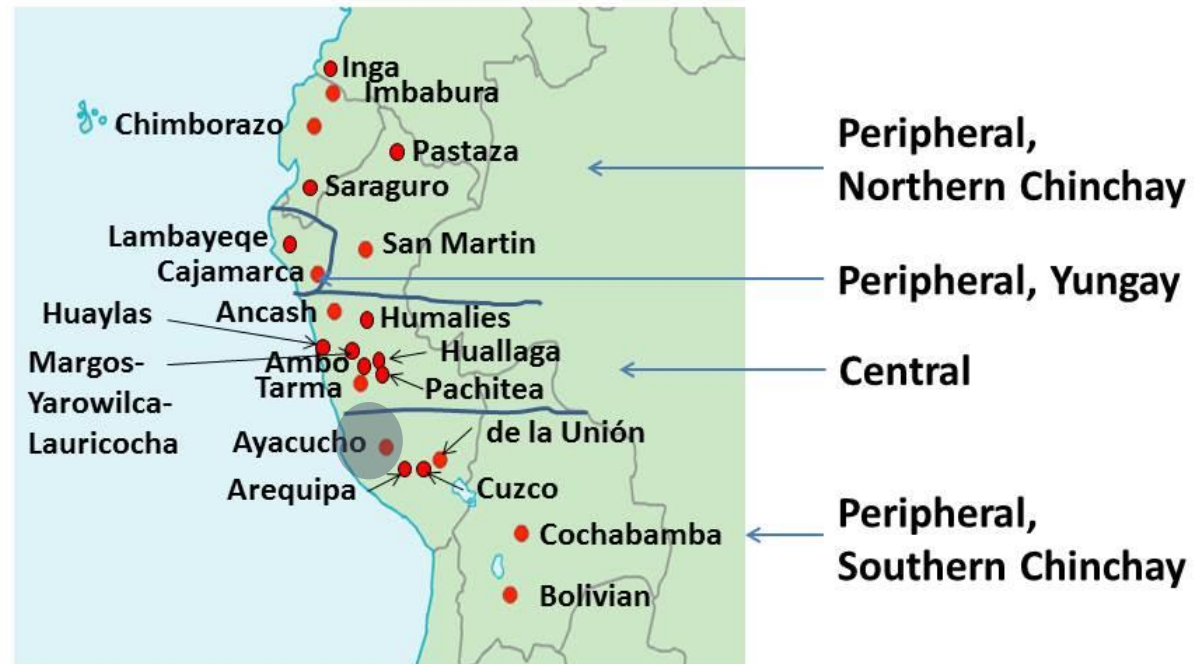 Inga
Imbabura
Chimborazo
Pastaza
Saraguro
Lambayeqe
San Martin
Cajamarca
Ancash
Huaylas
Humalies
Huallaga
Margos-
Yarowilca-
Lauricocha
Ambo
Tarma
Pachitea
Ayacucho
de la Unión
Arequipa
Cuzco
Cochabamba
Bolivian
Peripheral,
Northern Chinchay
Peripheral, Yungay
Central
Peripheral,
Southern Chinchay